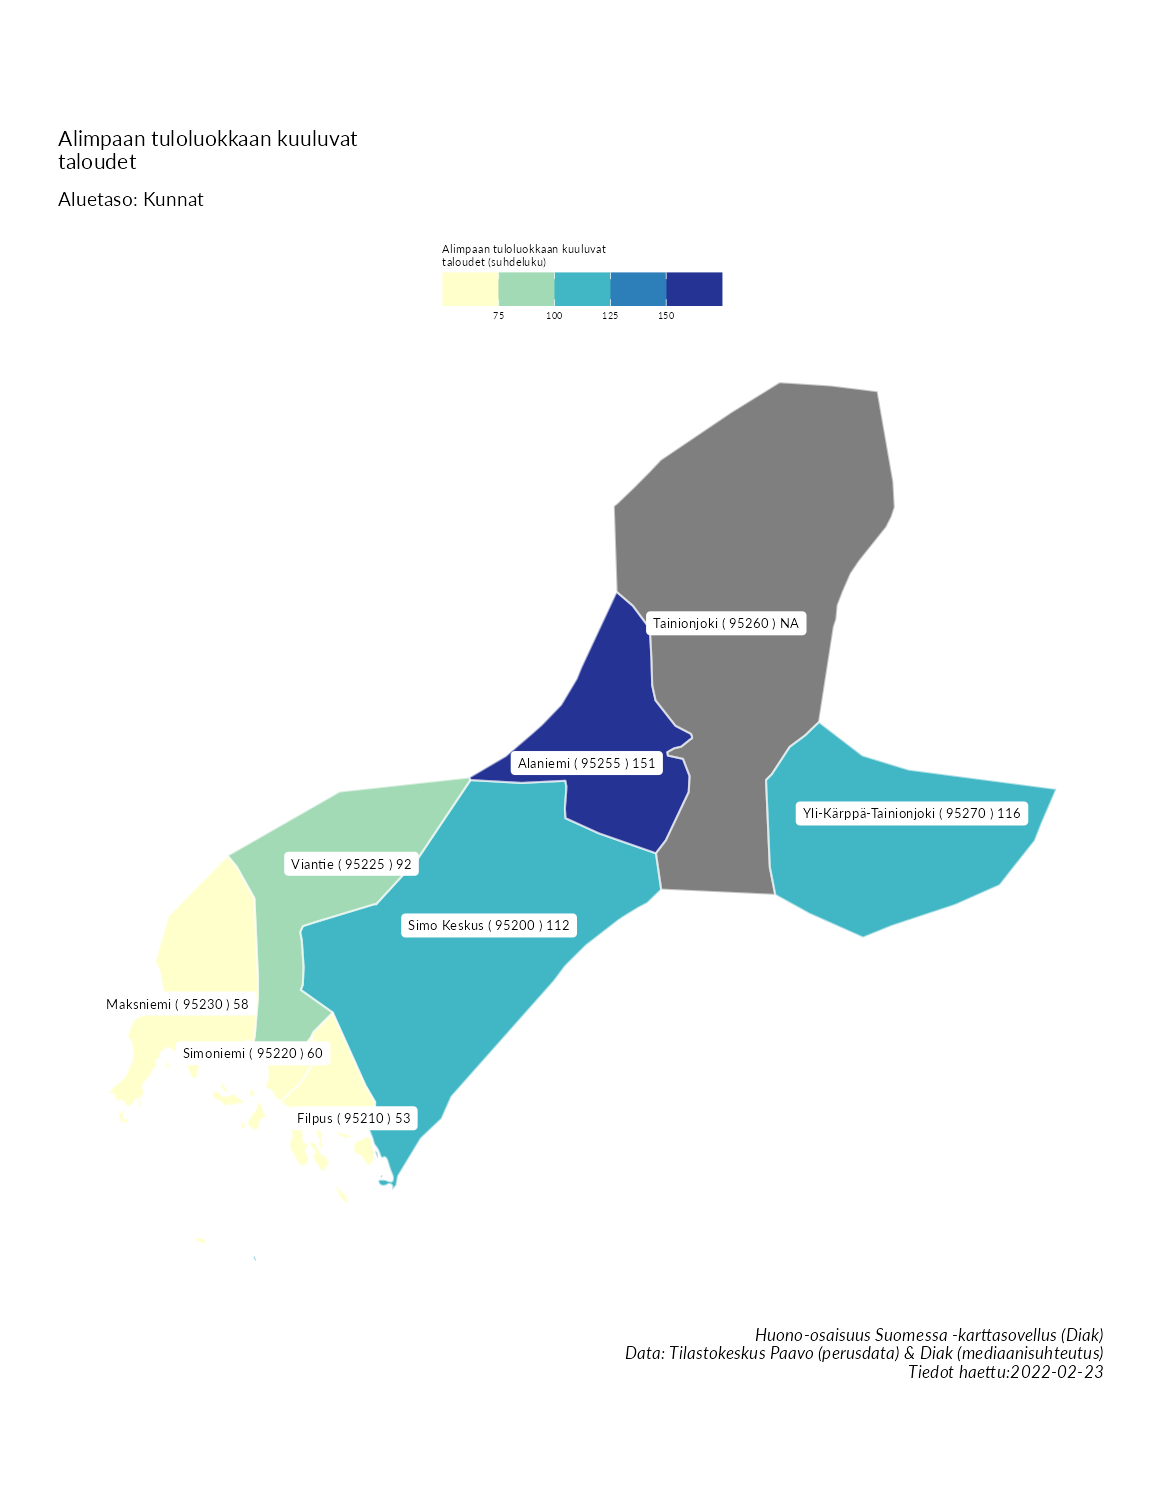 Alimpaan tuloluokkaan kuuluvat
taloudet
Aluetaso: Kunnat
Alimpaan tuloluokkaan kuuluvat
taloudet (suhdeluku)
75 100 125 150
Tainionjoki ( 95260 ) NA
Alaniemi ( 95255 ) 151
Yli-Kärppä-Tainionjoki ( 95270 ) 116
Viantie ( 95225 ) 92
Simo Keskus ( 95200 ) 112
Maksniemi ( 95230 ) 58
Simoniemi ( 95220 ) 60
Filpus ( 95210 ) 53
Huono-osaisuus Suomessa -karttasovellus (Diak)
Data: Tilastokeskus Paavo (perusdata) & Diak (mediaanisuhteutus)
Tiedot haettu:2022-02-23